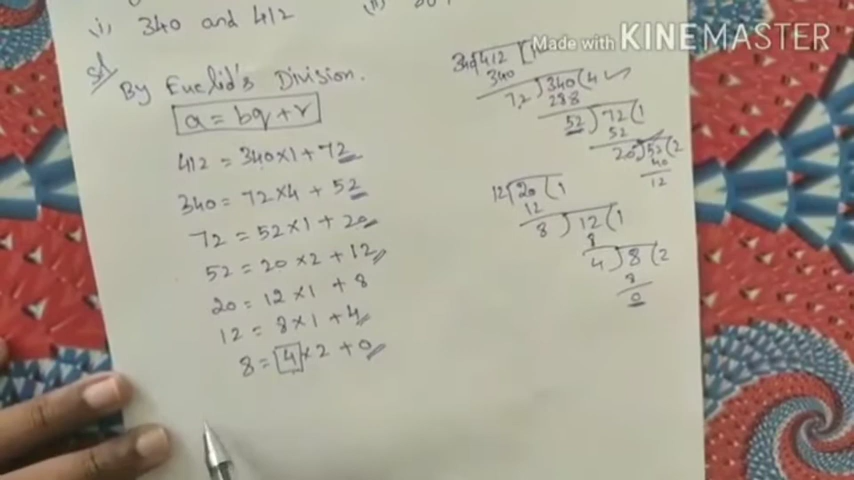 (i) 340 and 412 (ii)
Sol
By Euclid's Division.
a = bq + r
412 = 340×1 + 72
340 = 72×4 + 52
72 = 52×1 + 20
52 = 20×2 + 12
20 = 12×1 + 8
12 = 8×1 + 4
8 = 4×2 + 0
Made with KINEMASTER
340)412(1
340
72)340(4
288
52)72(1
52
20)52(2
40
12
12)20(1
12
8)12(1
8
4)8(2
8
0